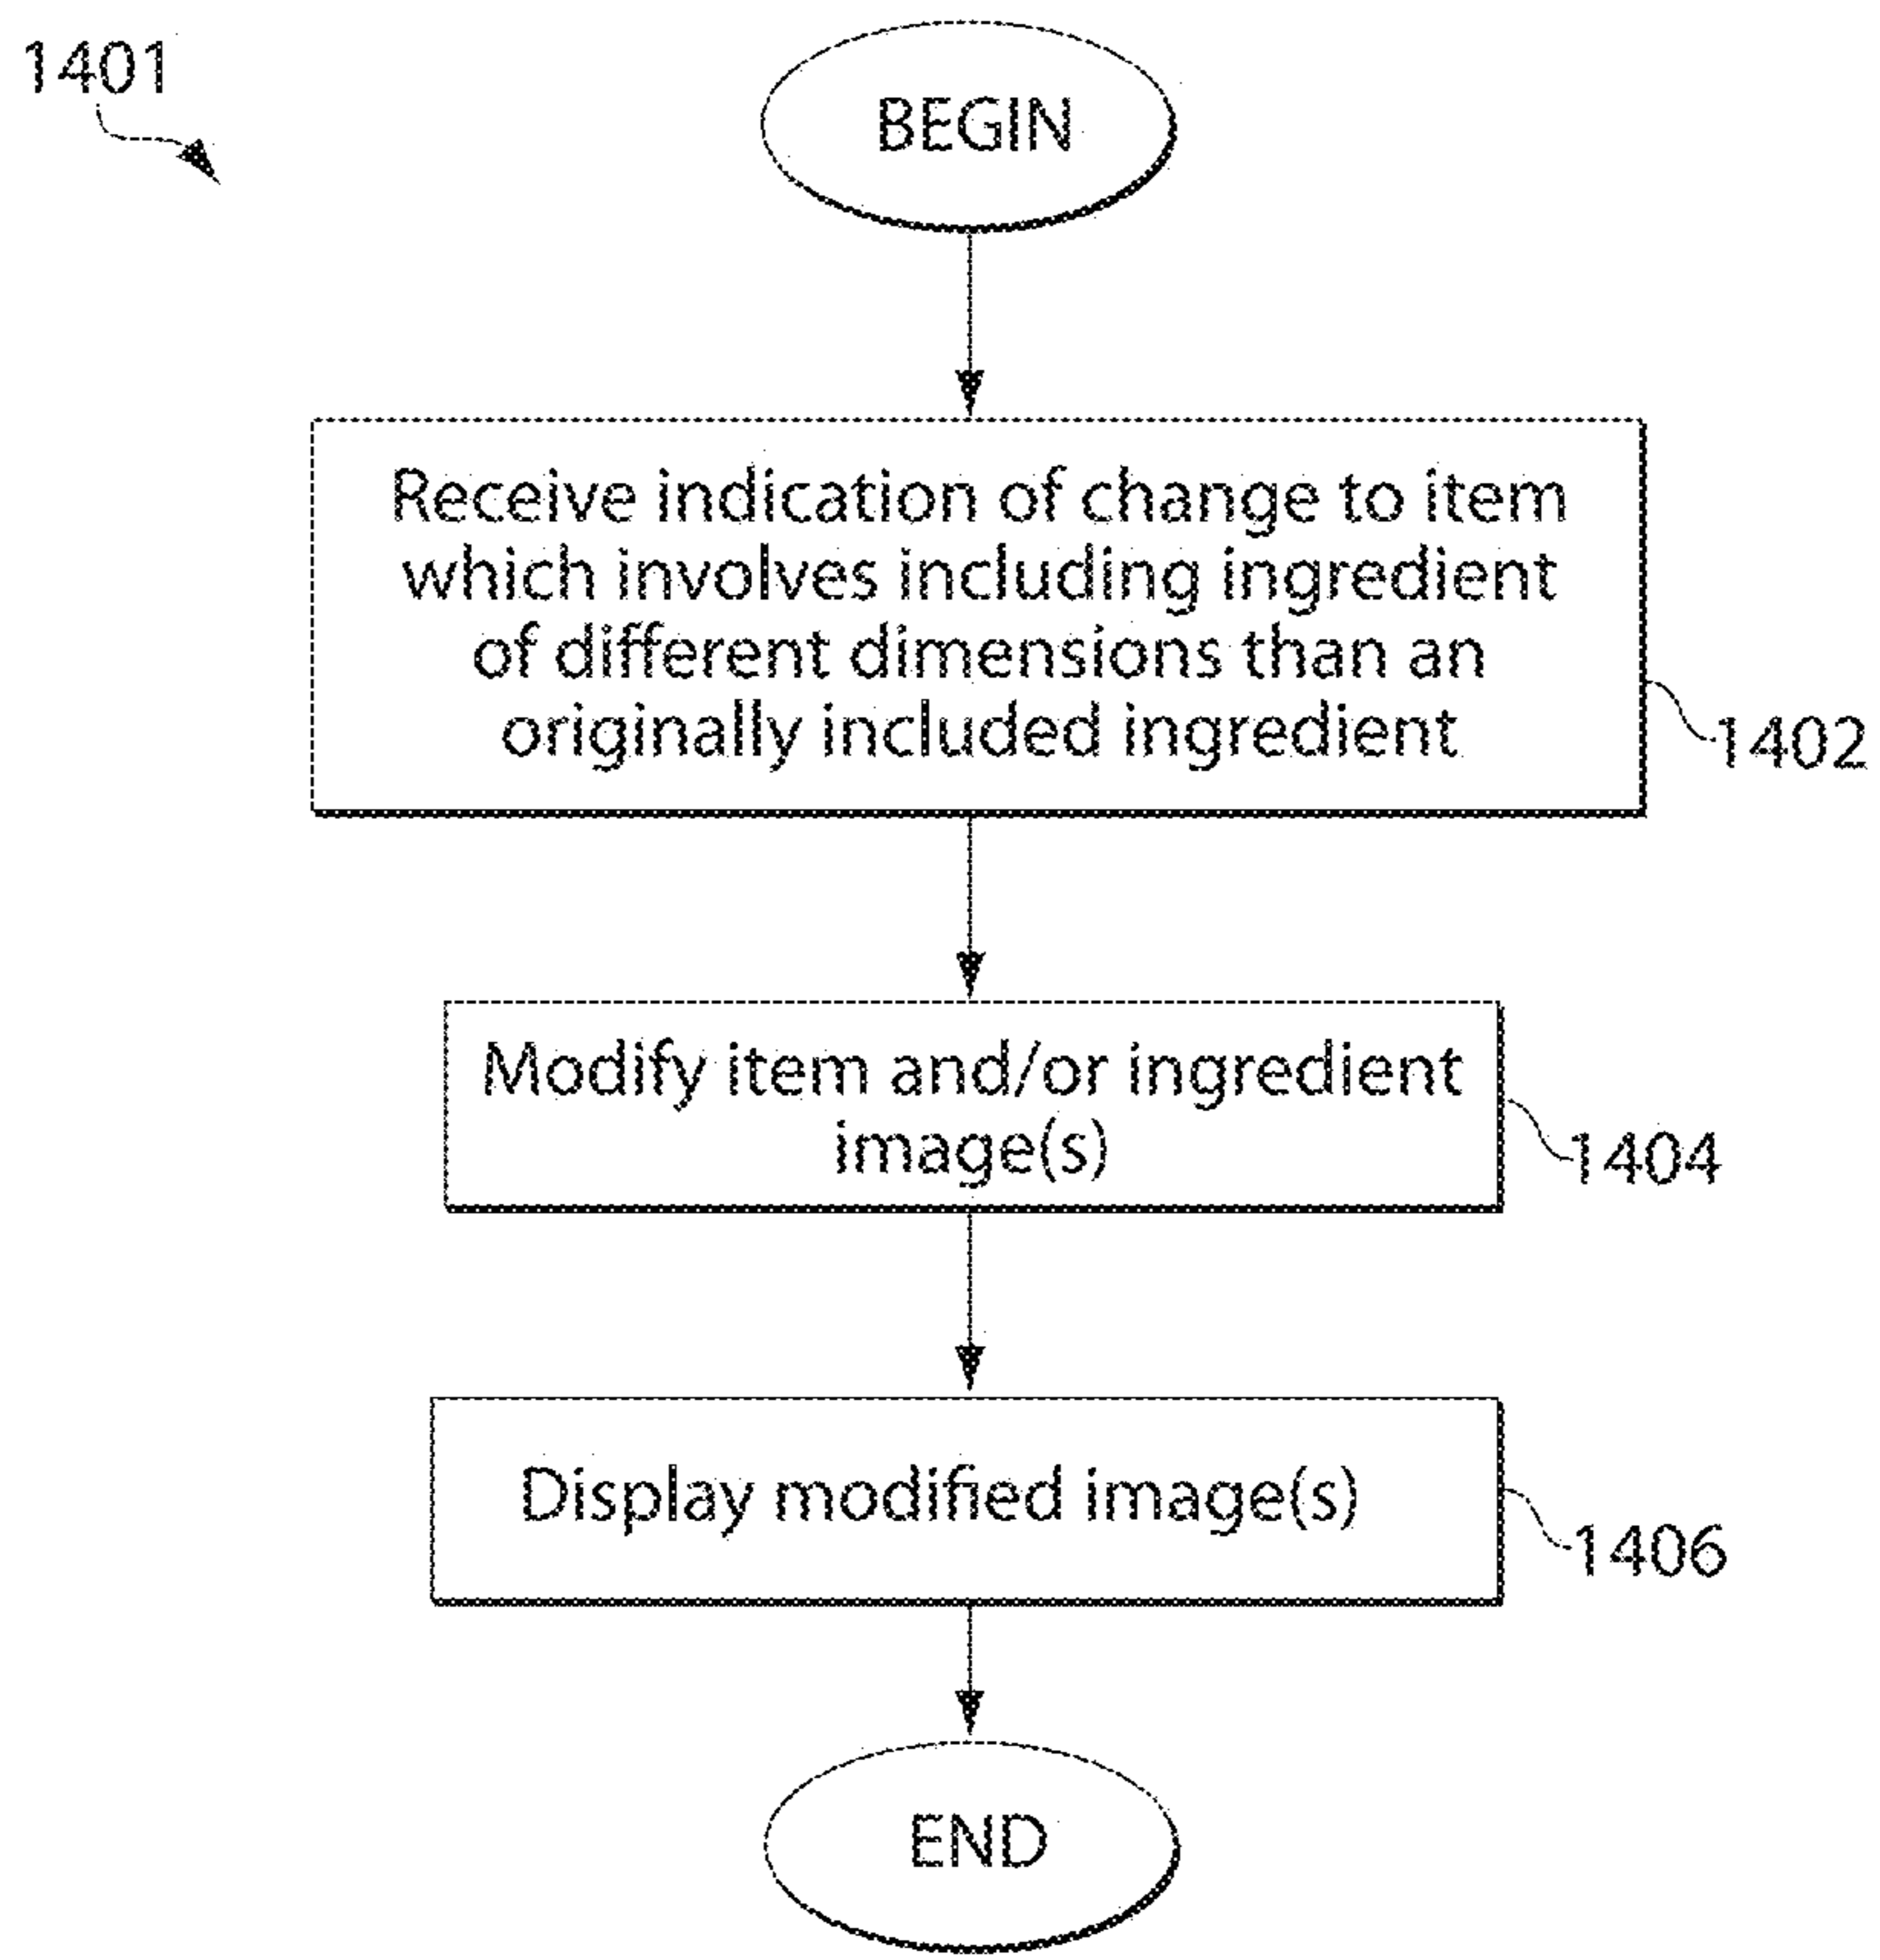 1401
BEGIN
Receive indication of change to item
which involves including ingredient
of different dimensions than an
originally included ingredient
1402
Modify item and/or ingredient
image(s)
1404
Display modified image(s)
1406
END